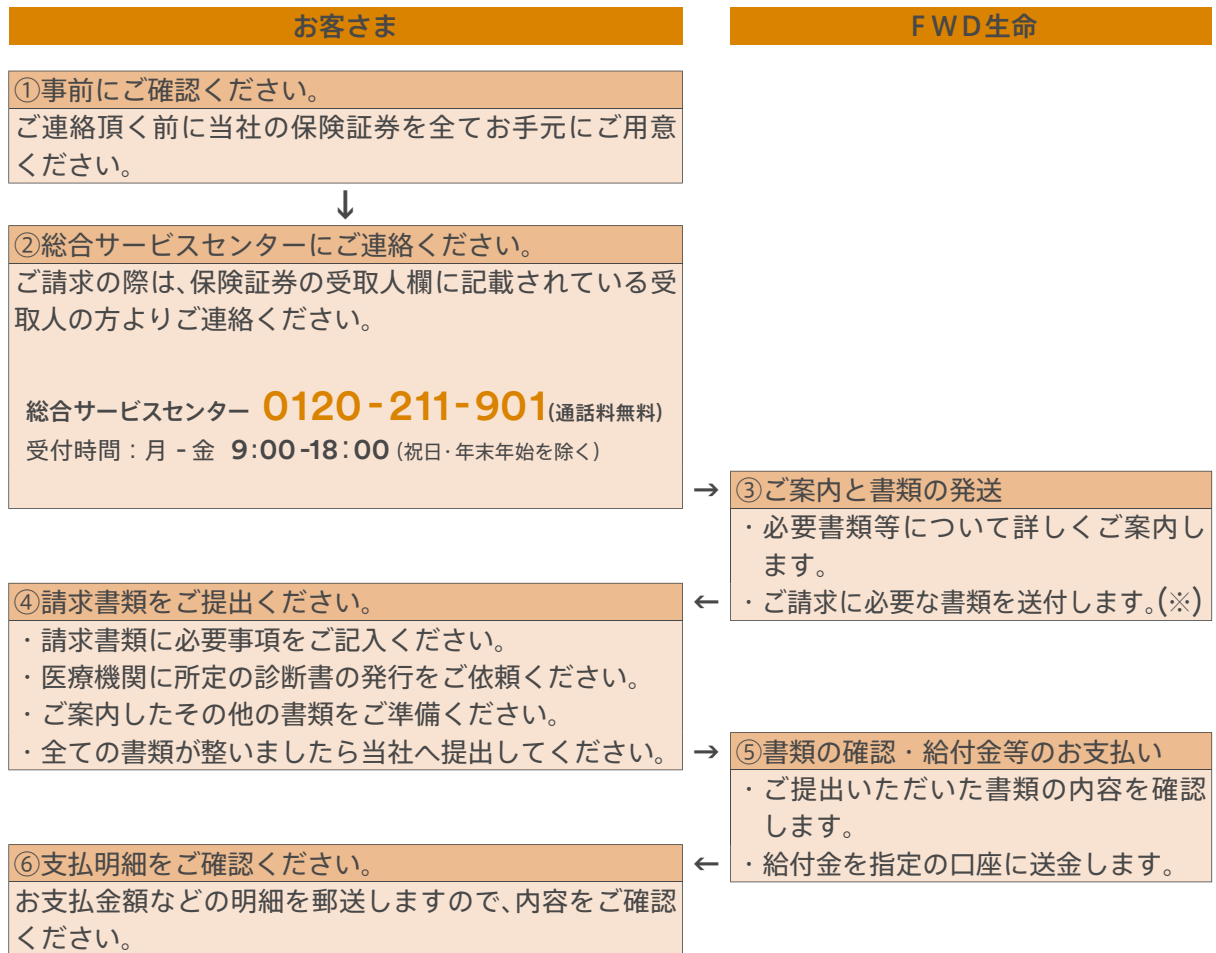 お客さま
FWD生命
①事前にご確認ください。
ご連絡頂く前に当社の保険証券を全てお手元にご用意
ください。
↓
②総合サービスセンターにご連絡ください。
ご請求の際は、保険証券の受取人欄に記載されている受
取人の方よりご連絡ください。
総合サービスセンター 0120-211-901(通話料無料)
受付時間：月-金 9:00-18:00(祝日・年末年始を除く)
→
③ご案内と書類の発送
・必要書類等について詳しくご案内し
ます。
・ご請求に必要な書類を送付します。(※)
←
④請求書類をご提出ください。
・請求書類に必要事項をご記入ください。
・医療機関に所定の診断書の発行をご依頼ください。
・ご案内したその他の書類をご準備ください。
・全ての書類が整いましたら当社へ提出してください。
→
⑤書類の確認・給付金等のお支払い
・ご提出いただいた書類の内容を確認
します。
・給付金を指定の口座に送金します。
←
⑥支払明細をご確認ください。
お支払金額などの明細を郵送しますので、内容をご確認
ください。